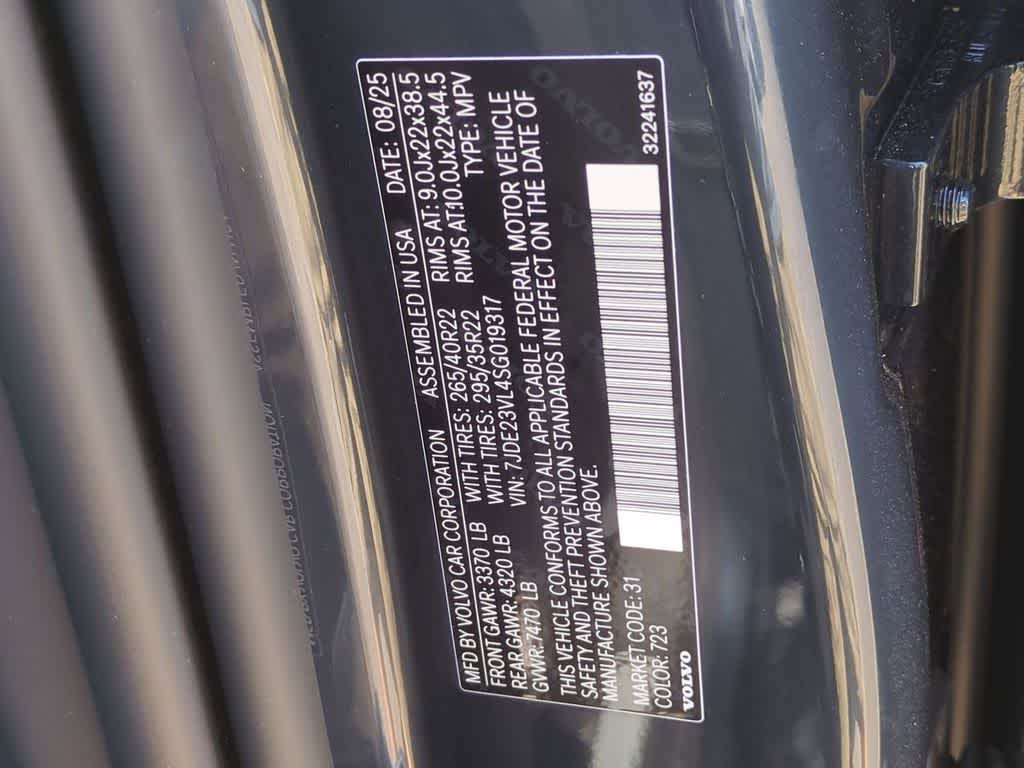 MFD BY VOLVO CAR CORPORATION ASSEMBLED IN USA DATE: 08/25
FRONT GAWR: 3370 LB WITH TIRES: 265/40R22 RIMS AT: 9.0Jx22x38.5
REAR GAWR: 4320 LB WITH TIRES: 295/35R22 RIMS AT:10.0Jx22x44.5
GVWR: 7470 LB VIN: 7JDE23VL4SG019317 TYPE: MPV
THIS VEHICLE CONFORMS TO ALL APPLICABLE FEDERAL MOTOR VEHICLE
SAFETY AND THEFT PREVENTION STANDARDS IN EFFECT ON THE DATE OF
MANUFACTURE SHOWN ABOVE.
MARKET CODE:31
COLOR: 723
32241637
VOLVO